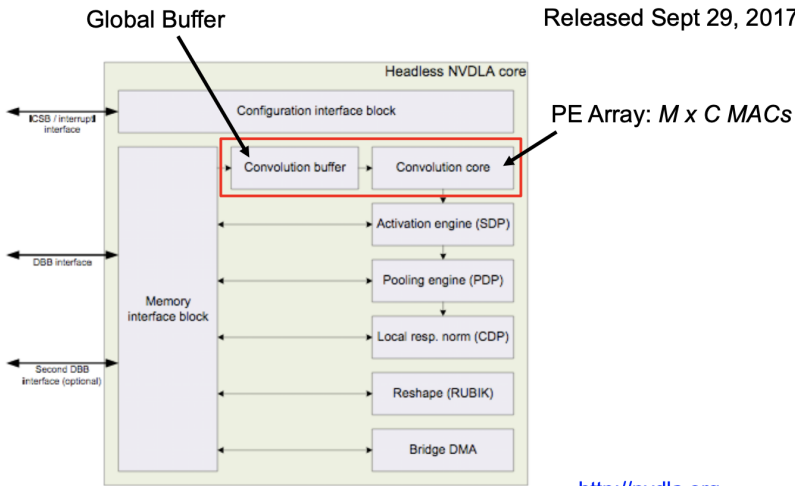 Global Buffer
Released Sept 29, 2017
Headless NVDLA core
Configuration interface block
PE Array: M x C MACs
interface
Convolution buffer
Convolution core
Activation engine (SDP)
DBB interface
Pooling engine (PDP)
Memory
interface block
Local resp. norm (CDP)
Second DBB
interface (optional)
Reshape (RUBIK)
Bridge DMA